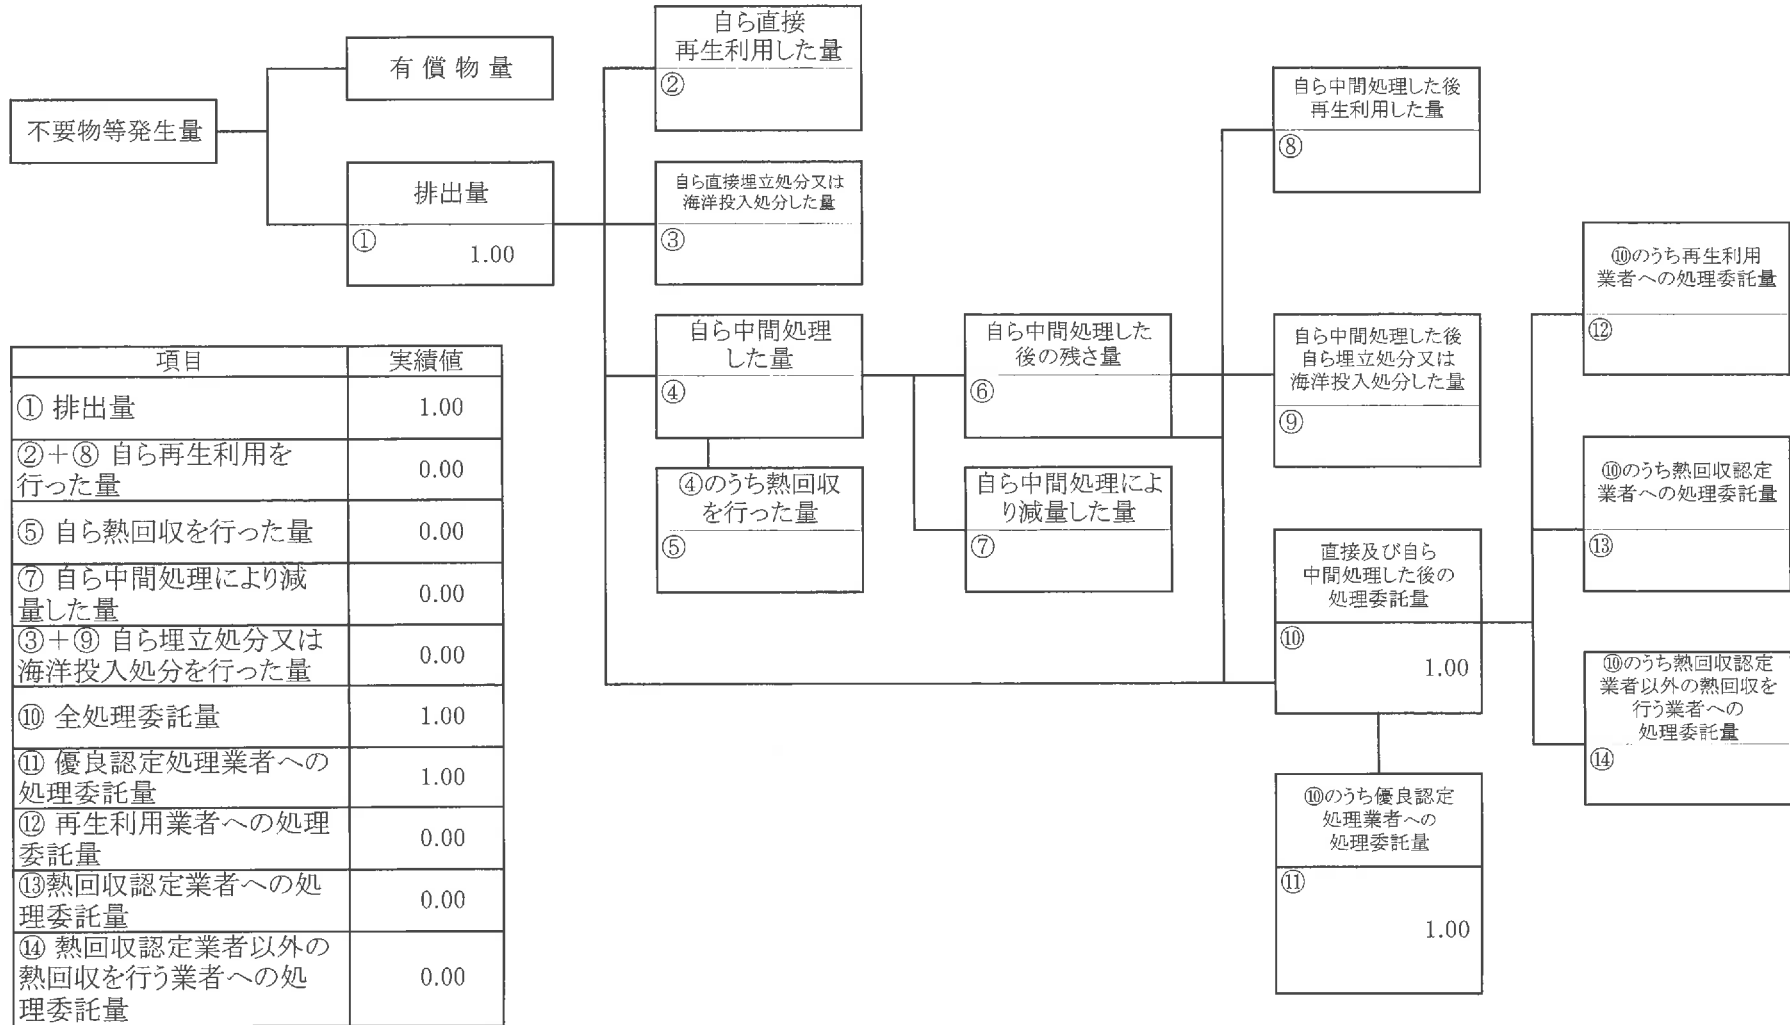 不要物等発生量
有償物量
排出量
①
1.00
自ら直接
再生利用した量
②
自ら直接埋立処分又は
海洋投入処分した量
③
自ら中間処理
した量
④
④のうち熱回収
を行った量
⑤
自ら中間処理した
後の残さ量
⑥
自ら中間処理によ
り減量した量
⑦
自ら中間処理した後
再生利用した量
⑧
自ら中間処理した後
自ら埋立処分又は
海洋投入処分した量
⑨
直接及び自ら
中間処理した後の
処理委託量
⑩
1.00
⑩のうち優良認定
処理業者への
処理委託量
⑪
1.00
⑩のうち再生利用
業者への処理委託量
⑫
⑩のうち熱回収認定
業者への処理委託量
⑬
⑩のうち熱回収認定
業者以外の熱回収を
行う業者への
処理委託量
⑭
項目 実績値
① 排出量 1.00
②+⑧ 自ら再生利用を
行った量 0.00
⑤ 自ら熱回収を行った量 0.00
⑦ 自ら中間処理により減
量した量 0.00
③+⑨ 自ら埋立処分又は
海洋投入処分を行った量 0.00
⑩ 全処理委託量 1.00
⑪ 優良認定処理業者への
処理委託量 1.00
⑫ 再生利用業者への処理
委託量 0.00
⑬熱回収認定業者への処
理委託量 0.00
⑭ 熱回収認定業者以外の
熱回収を行う業者への処
理委託量 0.00